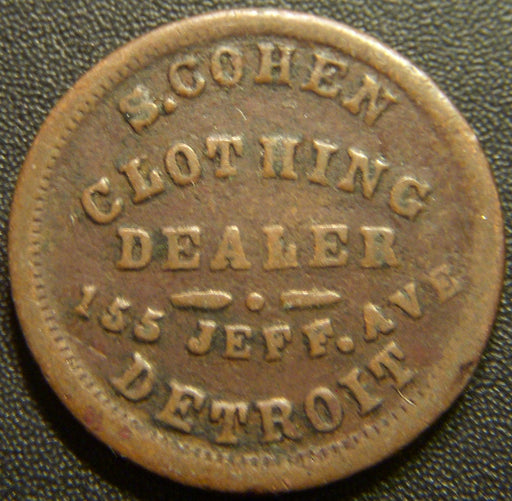 S. COHEN
CLOTHING
DEALER
155 JEFF. AVE
DETROIT